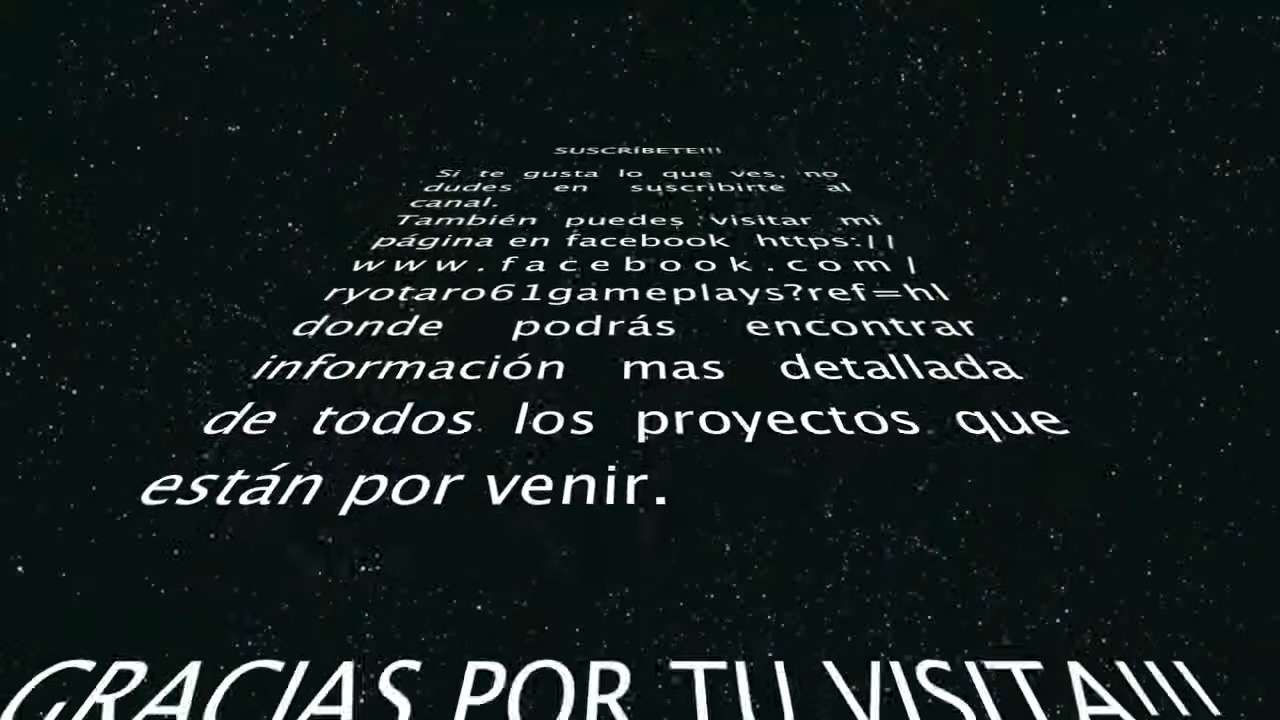 SUSCRÍBETE!!!
Si te gusta lo que ves, no
dudes en suscribirte al
canal.
También puedes visitar mi
página en facebook https://
www.facebook.com/
ryotaro61gameplays?ref=hl
donde podrás encontrar
información mas detallada
de todos los proyectos que
están por venir.
GRACIAS POR TU VISITA!!!